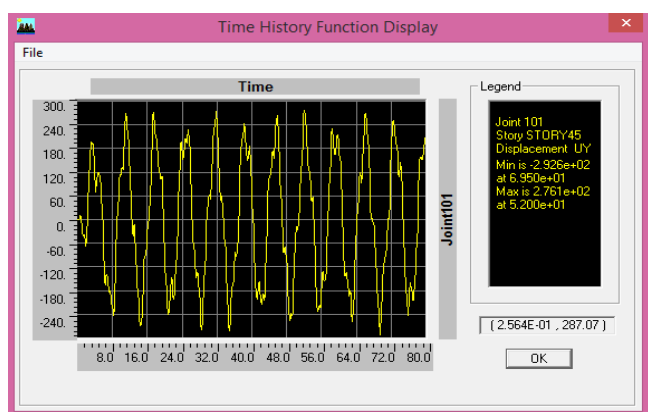 Time History Function Display
File
Time
300.
240.
180.
120.
60.
0.
-60.
-120.
-180.
-240.
8.0 16.0 24.0 32.0 40.0 48.0 56.0 64.0 72.0 80.0
Joint101
Legend
Joint 101
Story STORY45
Displacement UY
Min is -2.926e+02
at 6.950e+01
Max is 2.761e+02
at 5.200e+01
( 2.564E-01 , 287.07 )
OK